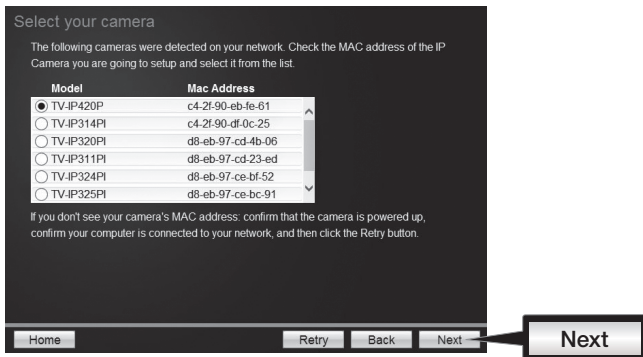 Select your camera
The following cameras were detected on your network. Check the MAC address of the IP
Camera you are going to setup and select it from the list.
Model Mac Address
TV-IP420P c4-2f-90-eb-fe-61
TV-IP314PI c4-2f-90-df-0c-25
TV-IP320PI d8-eb-97-cd-4b-06
TV-IP311PI d8-eb-97-cd-23-ed
TV-IP324PI d8-eb-97-ce-bf-52
TV-IP325PI d8-eb-97-ce-bc-91
If you don't see your camera's MAC address: confirm that the camera is powered up,
confirm your computer is connected to your network, and then click the Retry button.
Home Retry Back Next Next